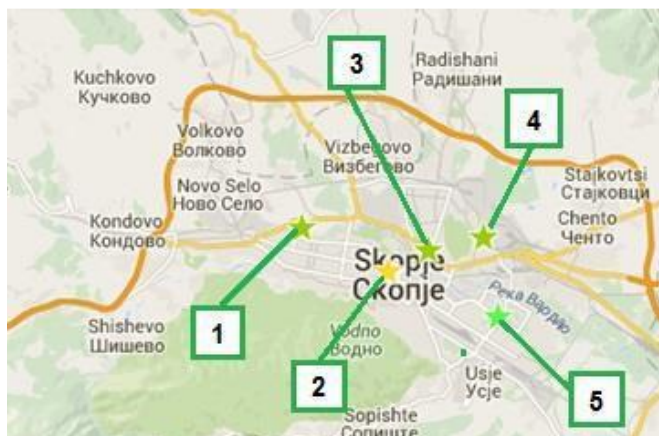 3
Radishani
Радишани
Kuchkovo
Кучково
4
Volkovo
Волково
Vizbegovo
Визбегово
Stajkovtsi
Стајковци
Novo Selo
Ново Село
Chento
Ченто
Kondovo
Кондово
Skopje
Скопје
Река Вардар
1
Shishevo
Шишево
Vodno
Водно
2
Usje
Усје
5
Sopishte
Сопиште